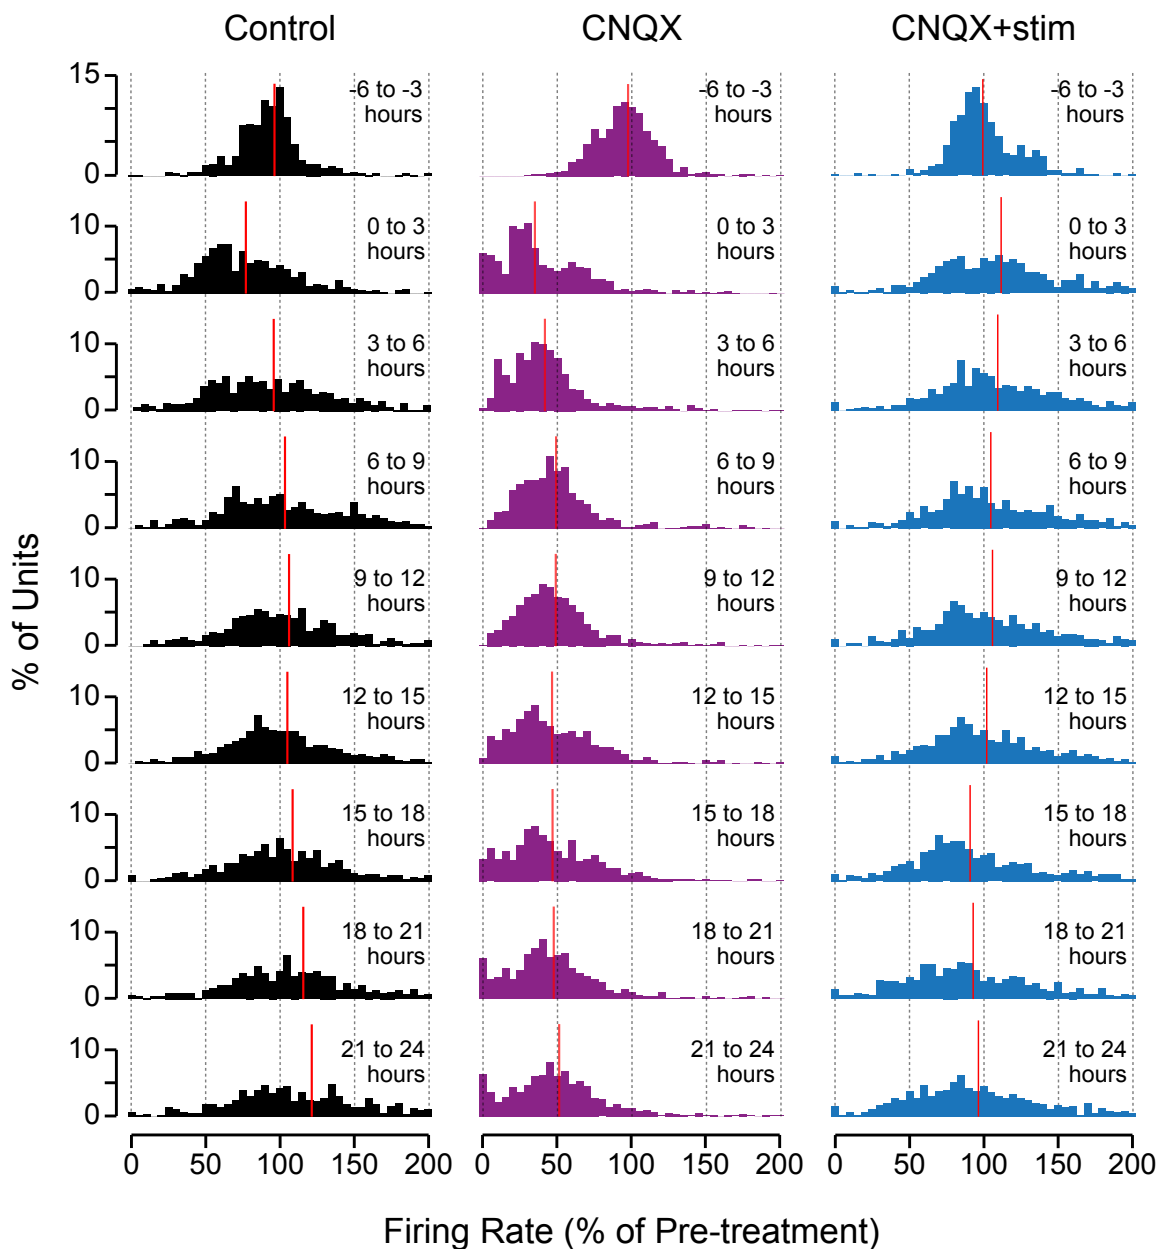 Control CNQX CNQX+stim
15
10
5
0
-6 to -3
hours
-6 to -3
hours
-6 to -3
hours
10
5
0
0 to 3
hours
0 to 3
hours
0 to 3
hours
10
5
0
3 to 6
hours
3 to 6
hours
3 to 6
hours
10
0
6 to 9
hours
6 to 9
hours
6 to 9
hours
10
0
9 to 12
hours
9 to 12
hours
9 to 12
hours
10
0
12 to 15
hours
12 to 15
hours
12 to 15
hours
10
0
15 to 18
hours
15 to 18
hours
15 to 18
hours
10
0
18 to 21
hours
18 to 21
hours
18 to 21
hours
10
0
21 to 24
hours
21 to 24
hours
21 to 24
hours
% of Units
0 50 100 150 200 0 50 100 150 200 0 50 100 150 200
Firing Rate (% of Pre-treatment)